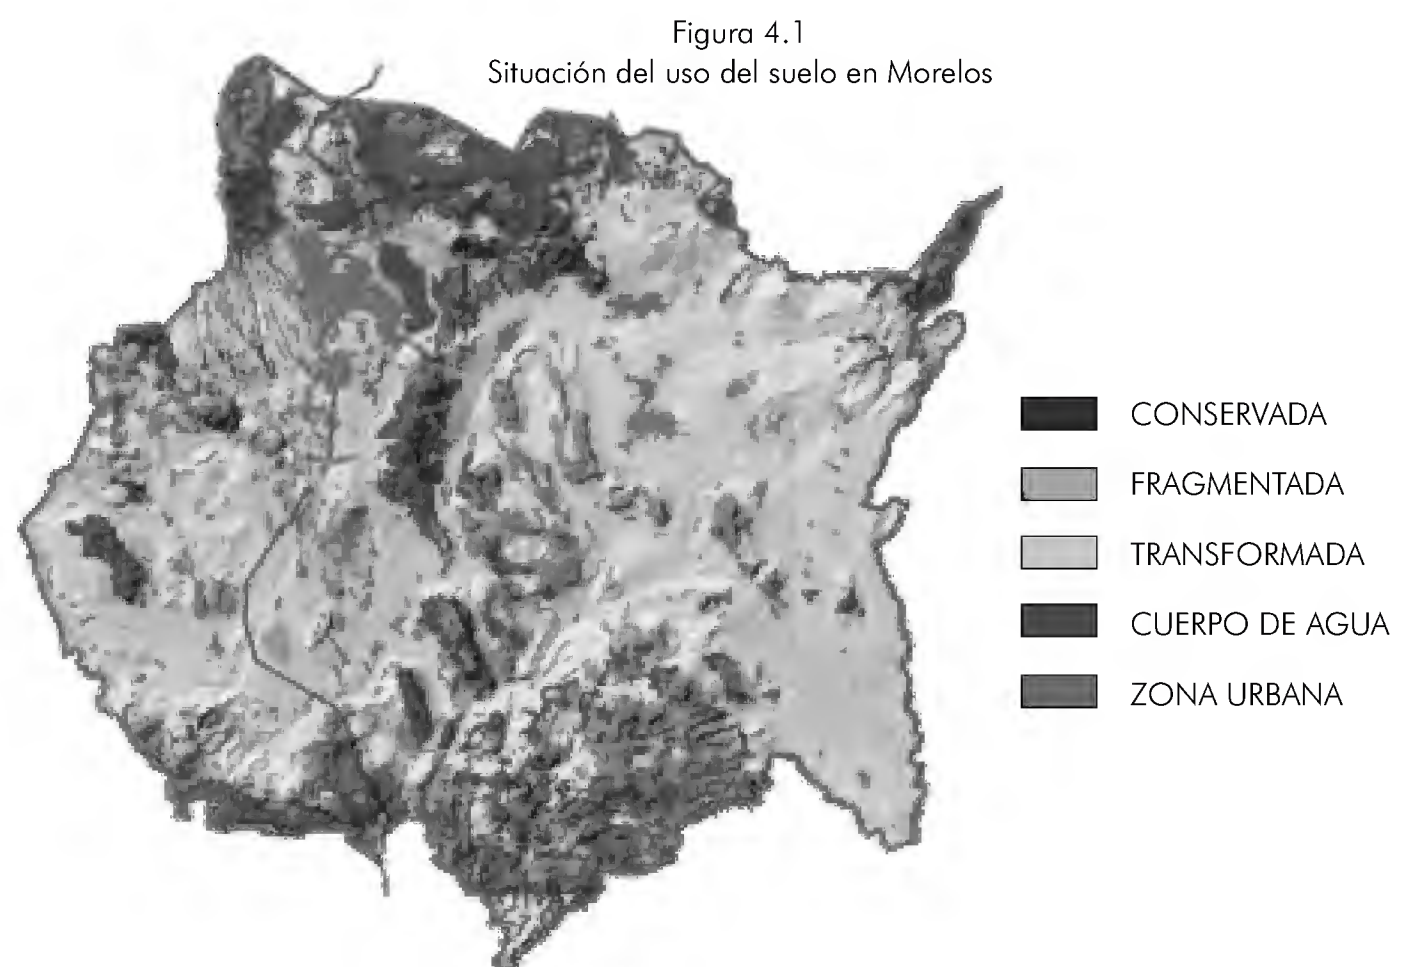 Figura 4.1
Situación del uso del suelo en Morelos
CONSERVADA
FRAGMENTADA
TRANSFORMADA
CUERPO DE AGUA
ZONA URBANA